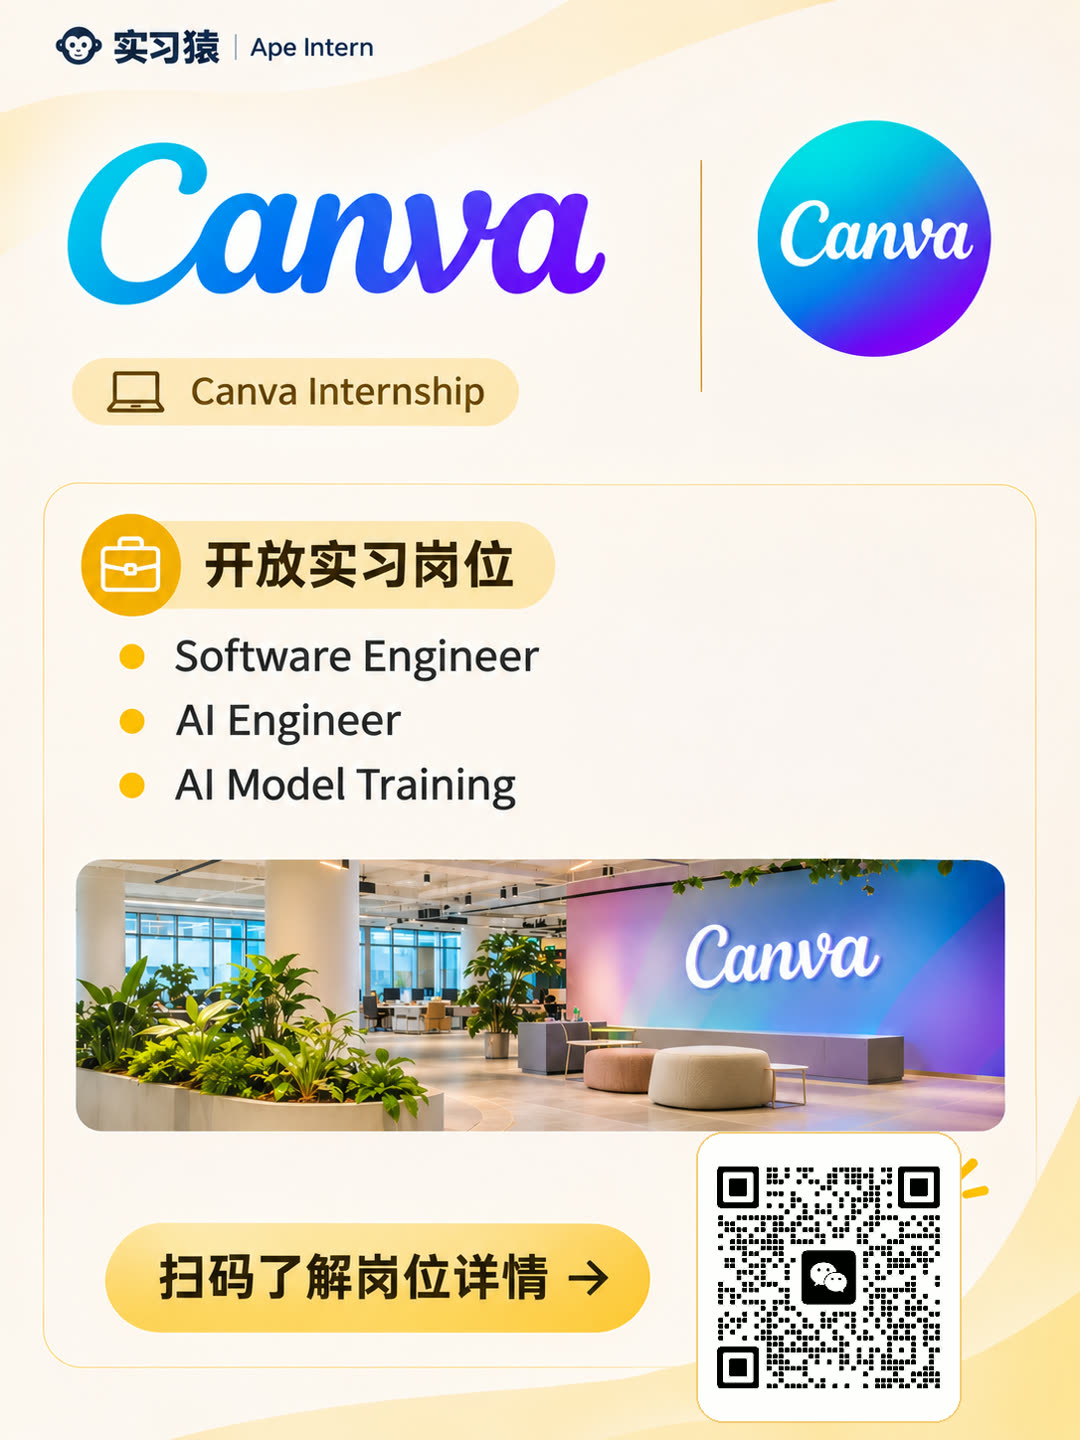 实习猿 | Ape Intern
Canva
Canva
Canva Internship
开放实习岗位
Software Engineer
AI Engineer
AI Model Training
Canva
扫码了解岗位详情 →